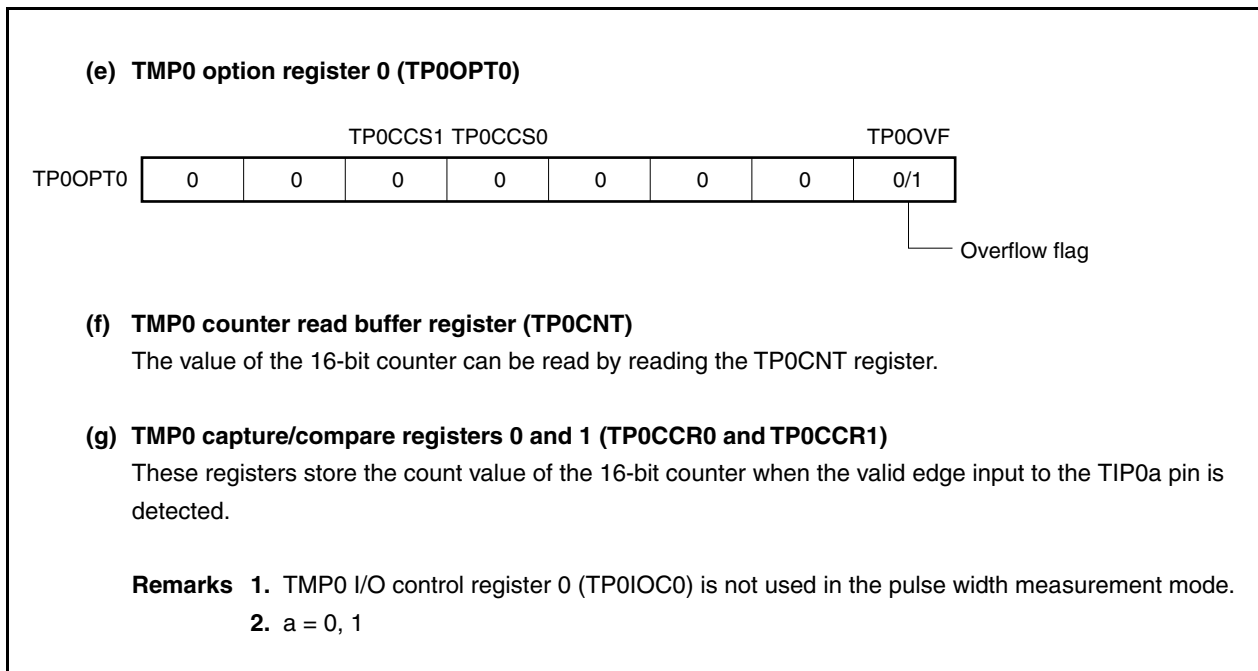 (e) TMP0 option register 0 (TP0OPT0)
TP0CCS1 TP0CCS0 TP0OVF
TP0OPT0 0 0 0 0 0 0 0 0/1
Overflow flag
(f) TMP0 counter read buffer register (TP0CNT)
The value of the 16-bit counter can be read by reading the TP0CNT register.
(g) TMP0 capture/compare registers 0 and 1 (TP0CCR0 and TP0CCR1)
These registers store the count value of the 16-bit counter when the valid edge input to the TIP0a pin is
detected.
Remarks 1. TMP0 I/O control register 0 (TP0IOC0) is not used in the pulse width measurement mode.
2. a = 0, 1